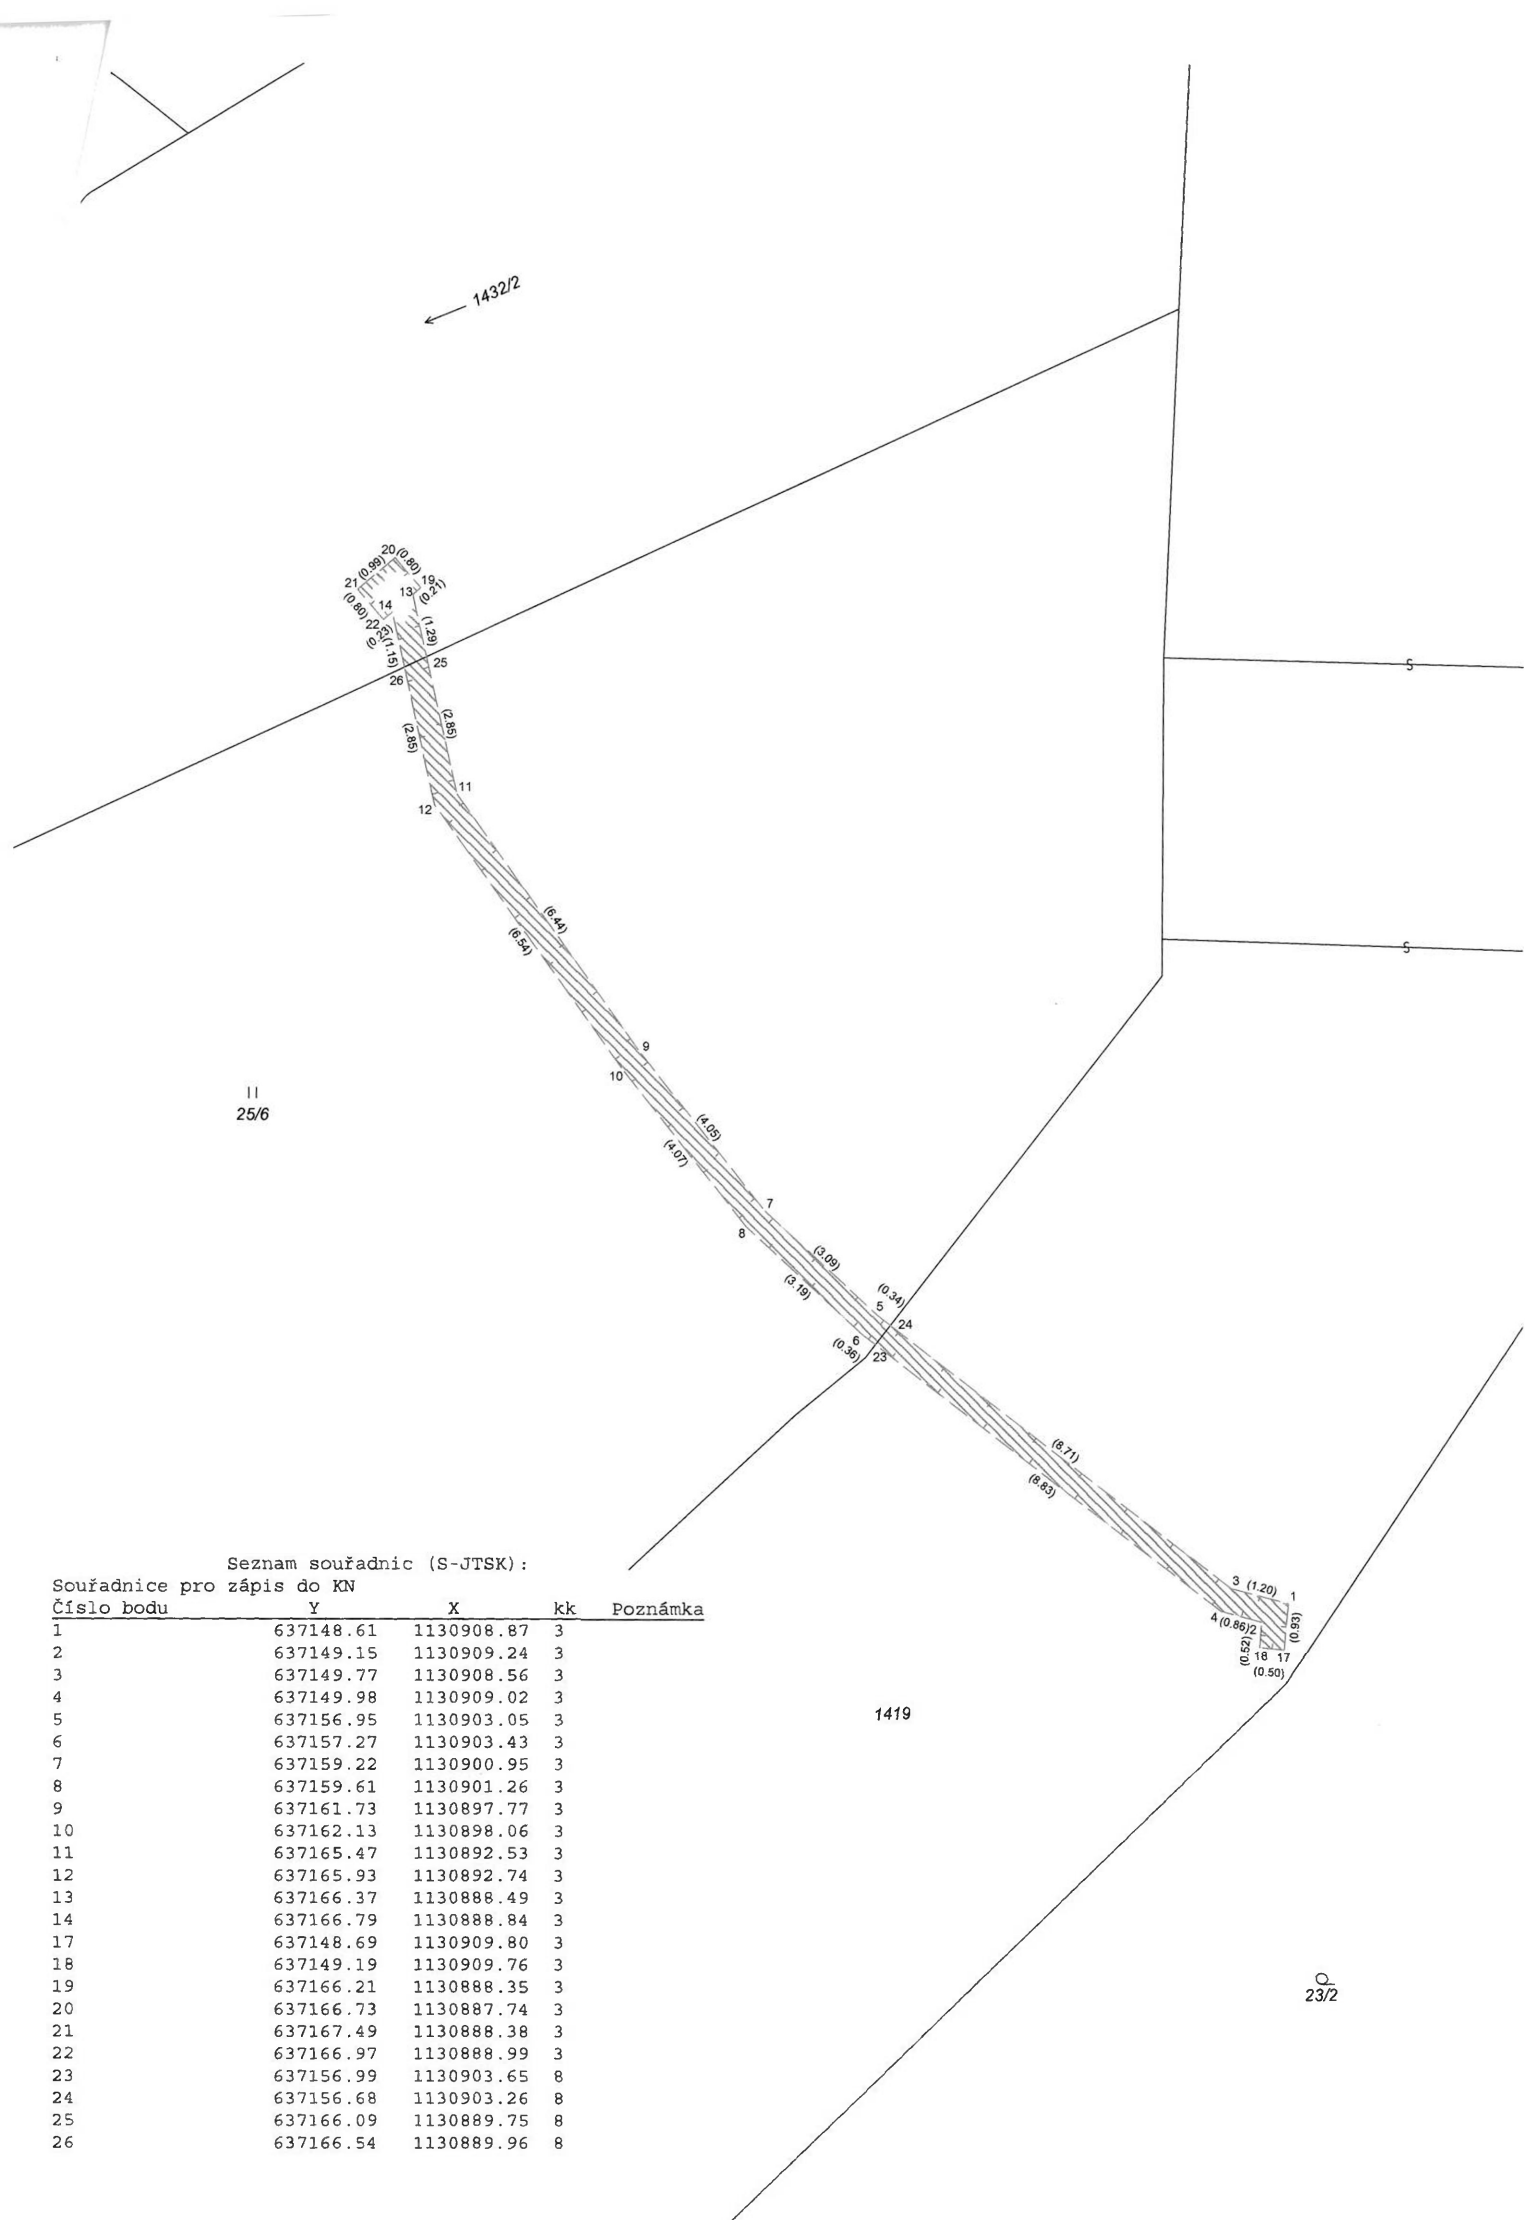 1432/2
20
(0.80)
(0.99)
21
19
13
(0.21)
(0.80)
14
22
(0.23)
(1.29)
(1.15)
25
26
(2.85)
(2.85)
11
12
(6.44)
(6.54)
9
10
25/6
(4.05)
(4.07)
7
8
(3.09)
(3.19)
(0.34)
5
24
6
23
(0.36)
(8.71)
(8.83)
3 (1.20) 1
4 (0.86) 2
(0.93)
(0.52)
18 17
(0.50)
1419
23/2
Seznam souřadnic (S-JTSK):
Souřadnice pro zápis do KN
Číslo bodu Y X kk Poznámka
1 637148.61 1130908.87 3
2 637149.15 1130909.24 3
3 637149.77 1130908.56 3
4 637149.98 1130909.02 3
5 637156.95 1130903.05 3
6 637157.27 1130903.43 3
7 637159.22 1130900.95 3
8 637159.61 1130901.26 3
9 637161.73 1130897.77 3
10 637162.13 1130898.06 3
11 637165.47 1130892.53 3
12 637165.93 1130892.74 3
13 637166.37 1130888.49 3
14 637166.79 1130888.84 3
17 637148.69 1130909.80 3
18 637149.19 1130909.76 3
19 637166.21 1130888.35 3
20 637166.73 1130887.74 3
21 637167.49 1130888.38 3
22 637166.97 1130888.99 3
23 637156.99 1130903.65 8
24 637156.68 1130903.26 8
25 637166.09 1130889.75 8
26 637166.54 1130889.96 8